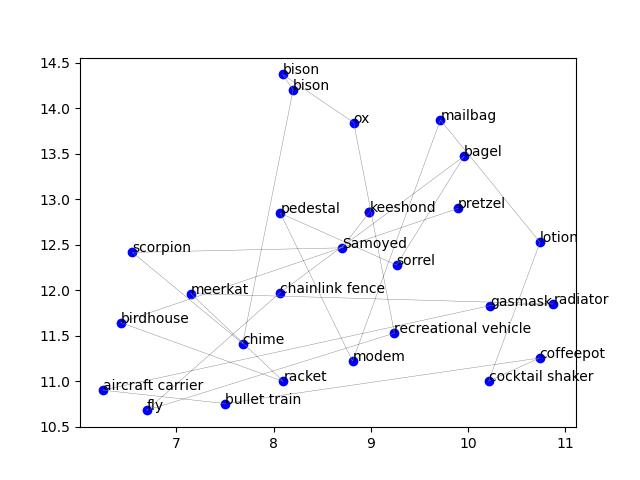 14.5
14.0
13.5
13.0
12.5
12.0
11.5
11.0
10.5
bison
bison
ox
mailbag
bagel
pedestal
keeshond
pretzel
scorpion
Samoyed
lotion
sorrel
meerkat
chainlink fence
gasmask
radiator
birdhouse
chime
recreational vehicle
modem
coffeepot
aircraft carrier
racket
cocktail shaker
fly
bullet train
7
8
9
10
11